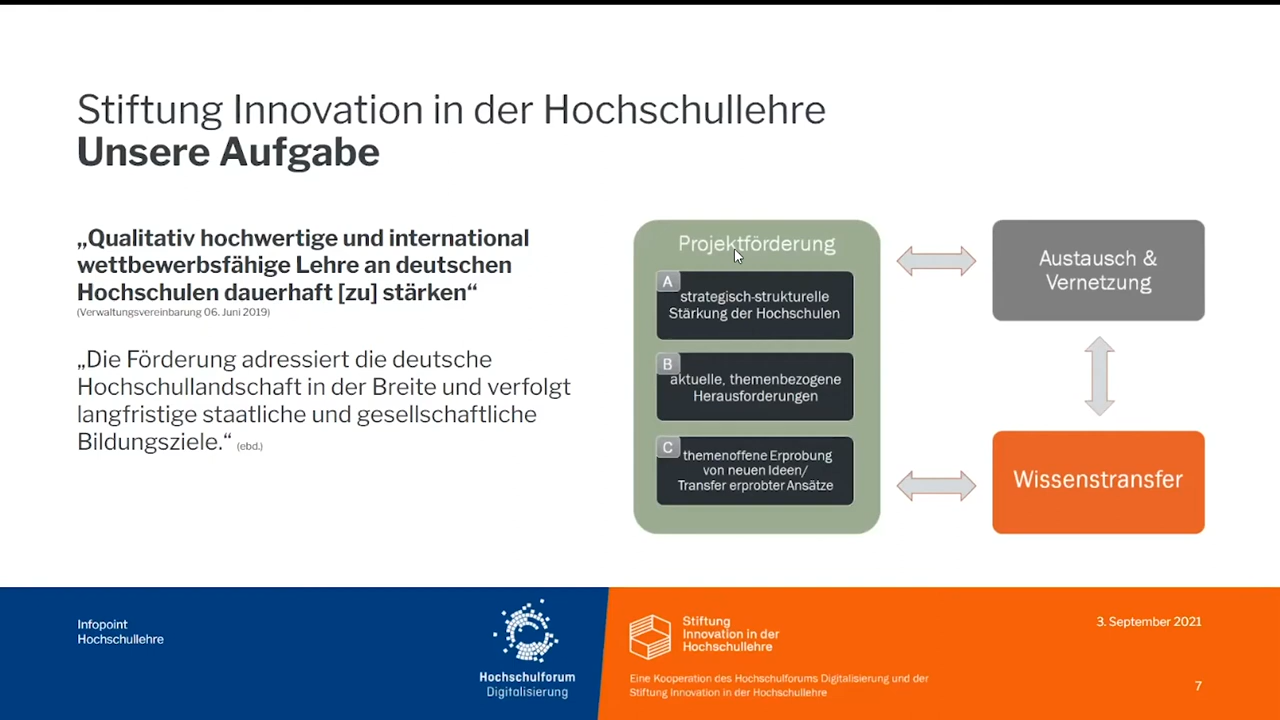 Stiftung Innovation in der Hochschullehre
Unsere Aufgabe
„Qualitativ hochwertige und international
wettbewerbsfähige Lehre an deutschen
Hochschulen dauerhaft [zu] stärken“
(Verwaltungsvereinbarung 06. Juni 2019)
„Die Förderung adressiert die deutsche
Hochschullandschaft in der Breite und verfolgt
langfristige staatliche und gesellschaftliche
Bildungsziele.“ (ebd.)
Projektförderung
A
strategisch-strukturelle
Stärkung der Hochschulen
B
aktuelle, themenbezogene
Herausforderungen
C
themenoffene Erprobung
von neuen Ideen/
Transfer erprobter Ansätze
Austausch &
Vernetzung
Wissenstransfer
Infopoint
Hochschullehre
Hochschulforum
Digitalisierung
Stiftung
Innovation in der
Hochschullehre
Eine Kooperation des Hochschulforums Digitalisierung und der
Stiftung Innovation in der Hochschullehre
3. September 2021
7